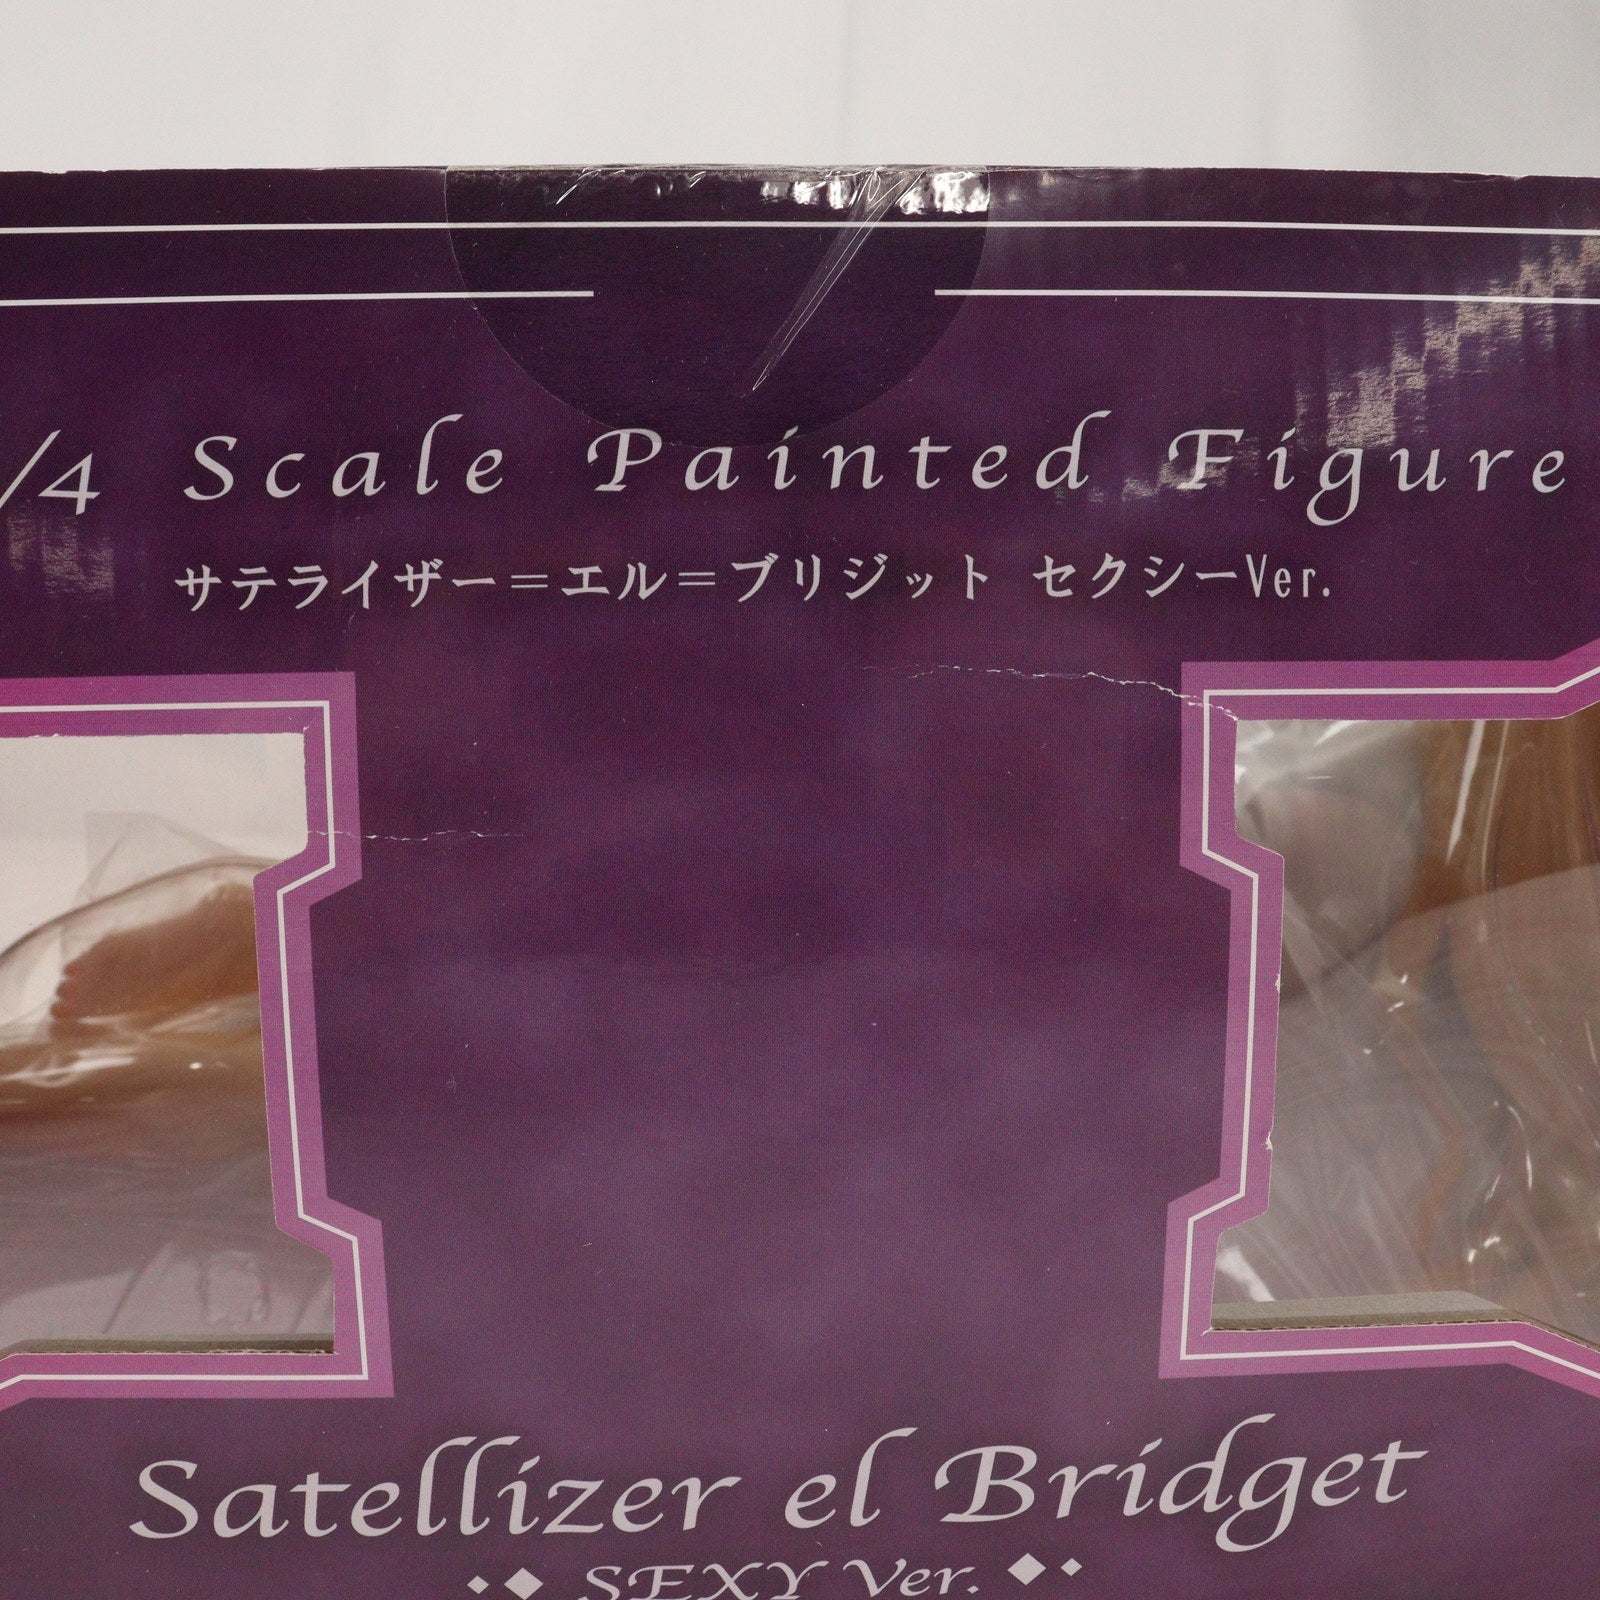 /4 Scale Painted Figure
サテライザー＝エル＝ブリジット セクシーVer.
Satellizer el Bridget
SEXY Ver.